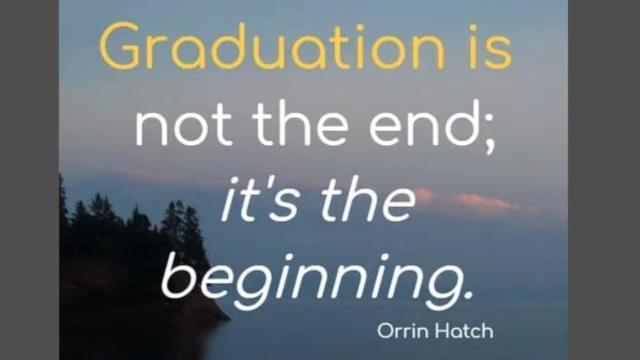 Graduation is
not the end;
it's the
beginning.
Orrin Hatch